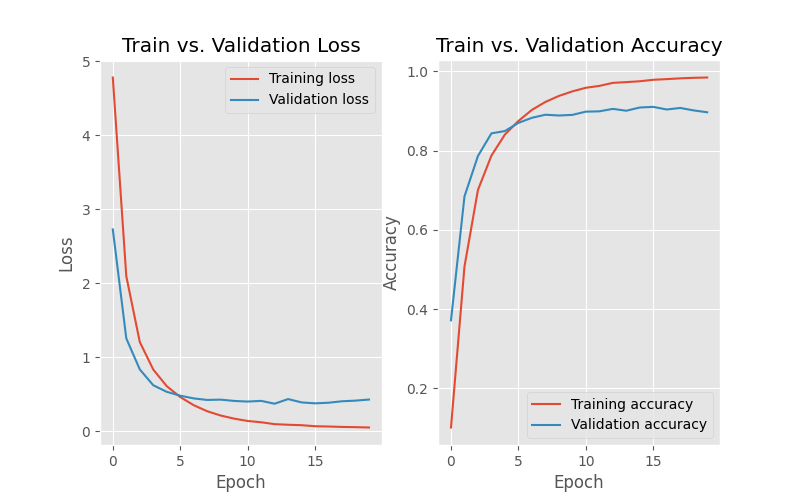 Train vs. Validation Loss
Training loss
Validation loss
5
4
3
2
1
0
Loss
0 5 10 15
Epoch
Train vs. Validation Accuracy
1.0
0.8
0.6
0.4
0.2
Accuracy
Training accuracy
Validation accuracy
0 5 10 15
Epoch